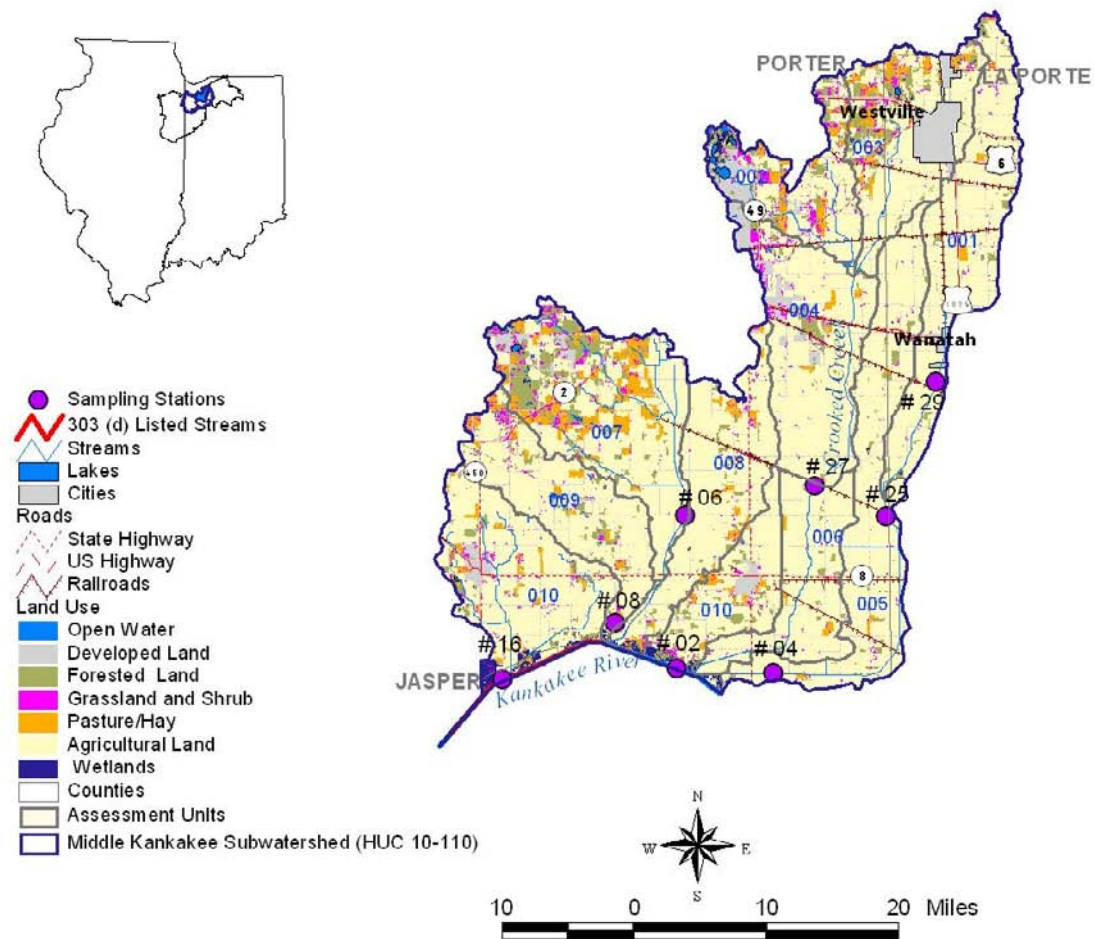 PORTER
LA PORTE
Westville
003
6
002
49
001
004
Wanatah
# 29
Crooked Creek
2
007
008
# 27
# 25
009
# 06
006
8
010
# 08
010
005
# 16
# 02
# 04
JASPER
Kankakee River
Sampling Stations
303 (d) Listed Streams
Streams
Lakes
Cities
Roads
State Highway
US Highway
Railroads
Land Use
Open Water
Developed Land
Forested Land
Grassland and Shrub
Pasture/Hay
Agricultural Land
Wetlands
Counties
Assessment Units
Middle Kankakee Subwatershed (HUC 10-110)
N
W E
S
10 0 10 20 Miles